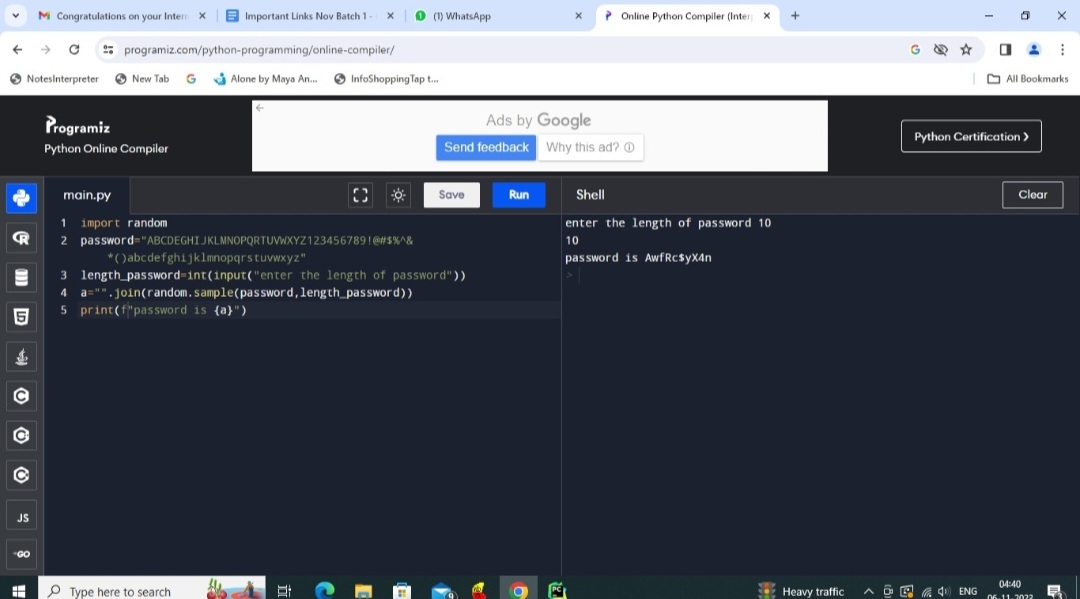 Congratulations on your Intern
Important Links Nov Batch 1 -
(1) WhatsApp
Online Python Compiler (Inter
programiz.com/python-programming/online-compiler/
NotesInterpreter
New Tab
Alone by Maya An...
InfoShoppingTap t...
All Bookmarks
Programiz
Python Online Compiler
Ads by Google
Send feedback
Why this ad?
Python Certification >
main.py
Save
Run
Shell
Clear
1 import random
2 password="ABCDEGHIJKLMNOPQRTUVWXYZ123456789!@#$%^&
*()abcdefghijklmnopqrstuvwxyz"
3 length_password=int(input("enter the length of password"))
4 a="".join(random.sample(password,length_password))
5 print(f"password is {a}")
enter the length of password 10
10
password is AwfRc$yX4n
>
JS
GO
Type here to search
Heavy traffic
ENG
04:40